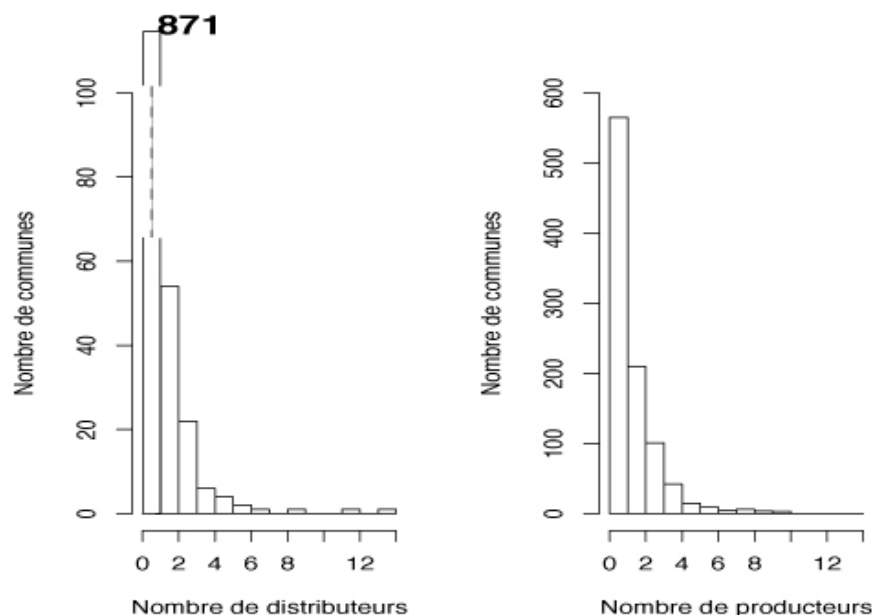 871
Nombre de communes
100
80
60
40
20
0
0 2 4 6 8 12
Nombre de distributeurs
Nombre de communes
600
500
400
300
200
100
0
0 2 4 6 8 12
Nombre de producteurs